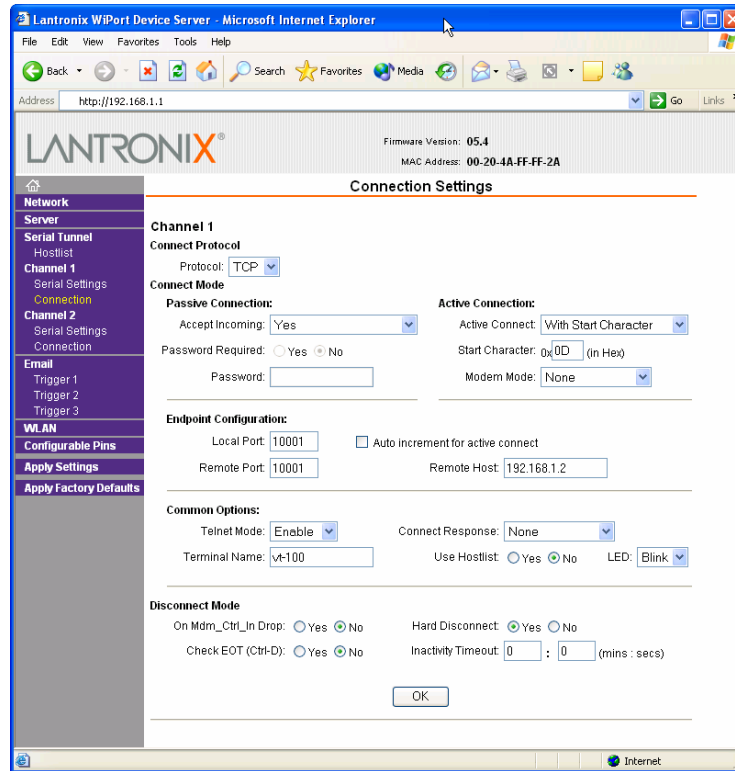 Lantronix WiPort Device Server - Microsoft Internet Explorer
File Edit View Favorites Tools Help
Back Search Favorites Media
Address http://192.168.1.1 Go Links
LANTRONIX®
Firmware Version: 05.4
MAC Address: 00-20-4A-FF-FF-2A
Network
Server
Serial Tunnel
Hostlist
Channel 1
Serial Settings
Connection
Channel 2
Serial Settings
Connection
Email
Trigger 1
Trigger 2
Trigger 3
WLAN
Configurable Pins
Apply Settings
Apply Factory Defaults
Connection Settings
Channel 1
Connect Protocol
Protocol: TCP
Connect Mode
Passive Connection: Active Connection:
Accept Incoming: Yes Active Connect: With Start Character
Password Required: Yes No Start Character: 0x 0D (in Hex)
Password: Modem Mode: None
Endpoint Configuration:
Local Port: 10001 Auto increment for active connect
Remote Port: 10001 Remote Host: 192.168.1.2
Common Options:
Telnet Mode: Enable Connect Response: None
Terminal Name: vt-100 Use Hostlist: Yes No LED: Blink
Disconnect Mode
On Mdm_Ctrl_In Drop: Yes No Hard Disconnect: Yes No
Check EOT (Ctrl-D): Yes No Inactivity Timeout: 0 : 0 (mins : secs)
OK
Internet